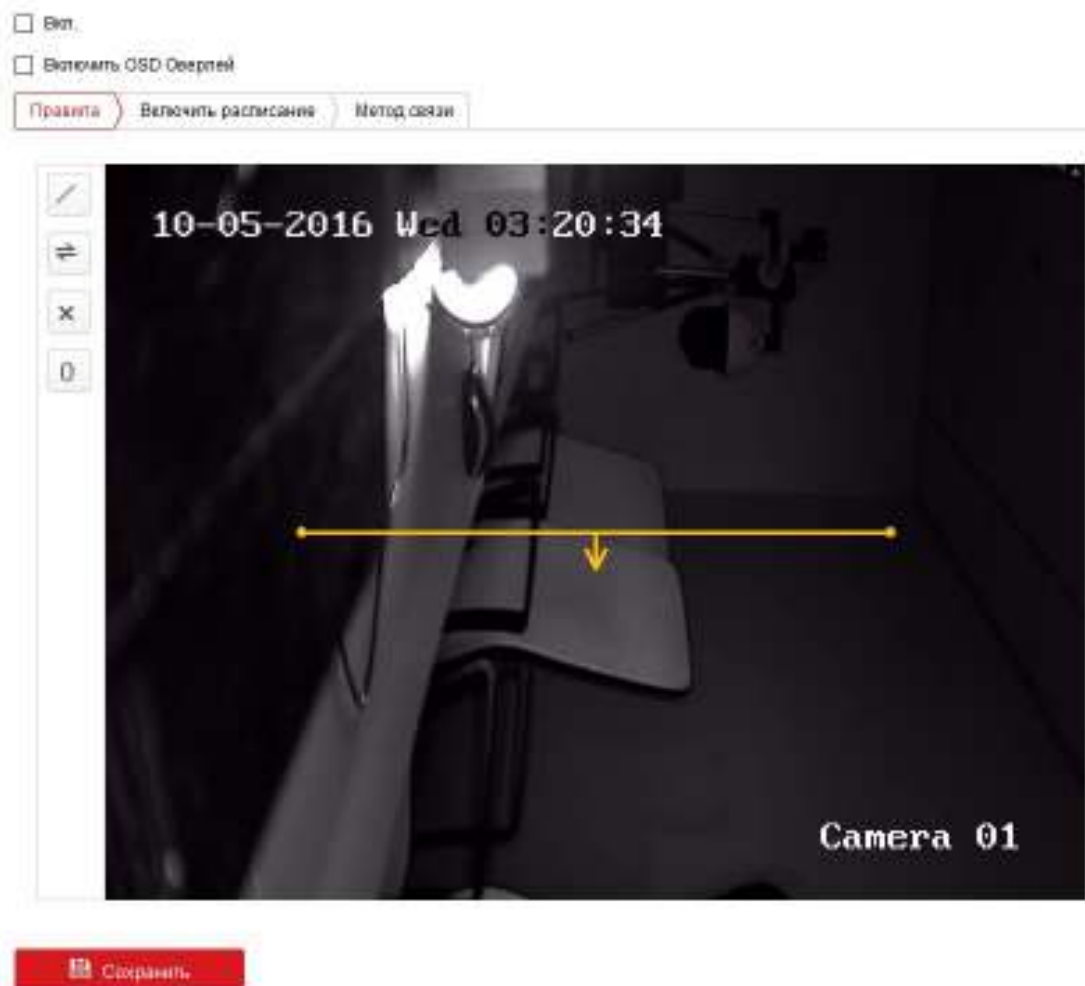 Вкл.
Включить OSD Оверлей
Правила Включить расписание Метод связи
10-05-2016 Wed 03:20:34
0
Camera 01
Сохранить